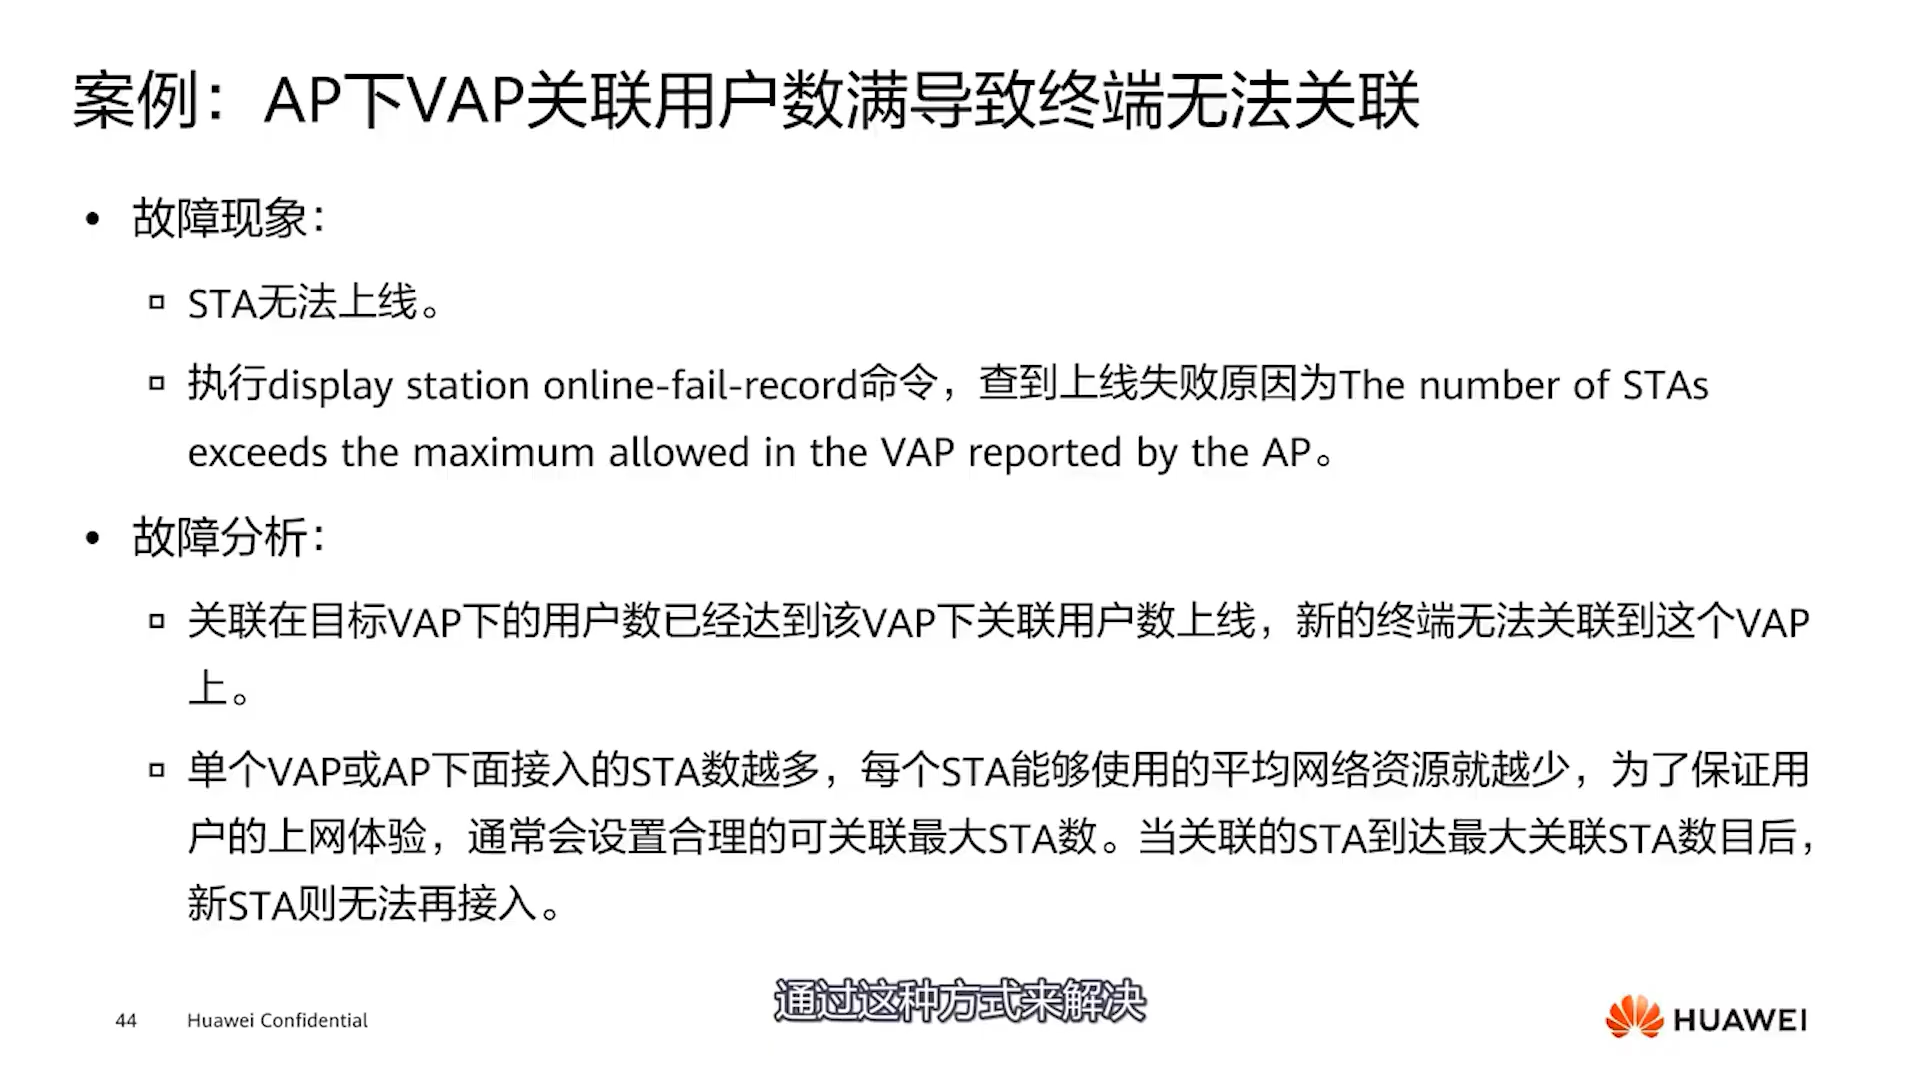 案例：AP下VAP关联用户数满导致终端无法关联
• 故障现象：
▫ STA无法上线。
▫ 执行display station online-fail-record命令，查到上线失败原因为The number of STAs
exceeds the maximum allowed in the VAP reported by the AP。
• 故障分析：
▫ 关联在目标VAP下的用户数已经达到该VAP下关联用户数上线，新的终端无法关联到这个VAP
上。
▫ 单个VAP或AP下面接入的STA数越多，每个STA能够使用的平均网络资源就越少，为了保证用
户的上网体验，通常会设置合理的可关联最大STA数。当关联的STA到达最大关联STA数目后，
新STA则无法再接入。
通过这种方式来解决
44 Huawei Confidential
HUAWEI